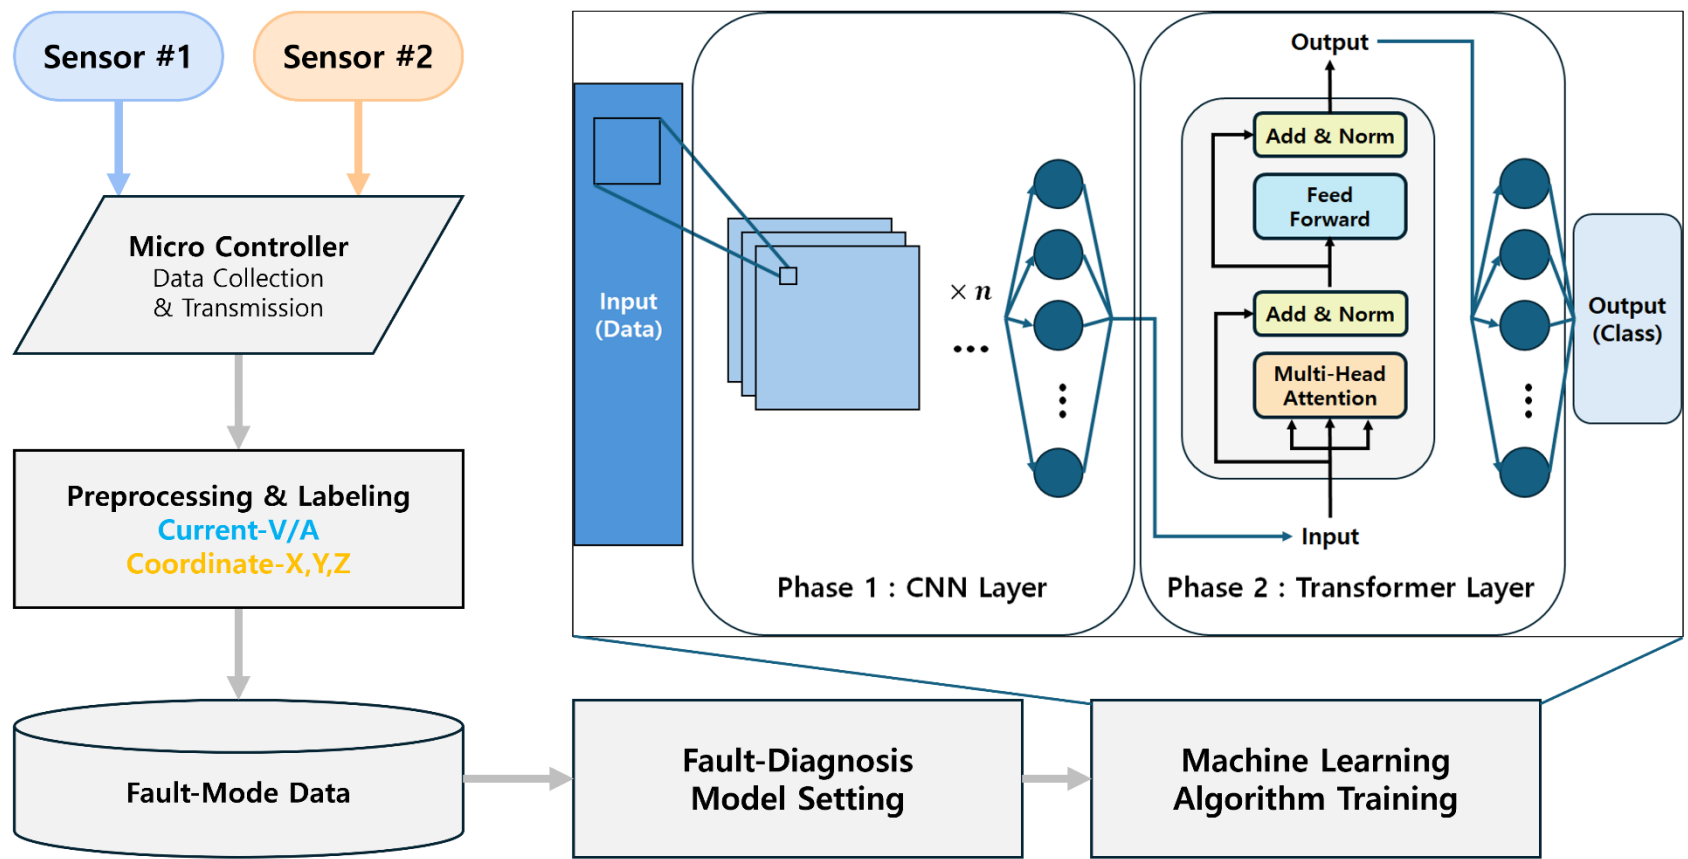 Sensor #1
Sensor #2
Micro Controller
Data Collection
& Transmission
Preprocessing & Labeling
Current-V/A
Coordinate-X,Y,Z
Fault-Mode Data
Fault-Diagnosis
Model Setting
Machine Learning
Algorithm Training
Input
(Data)
× n
...
Phase 1 : CNN Layer
Output
Add & Norm
Feed
Forward
Add & Norm
Multi-Head
Attention
Input
Phase 2 : Transformer Layer
Output
(Class)